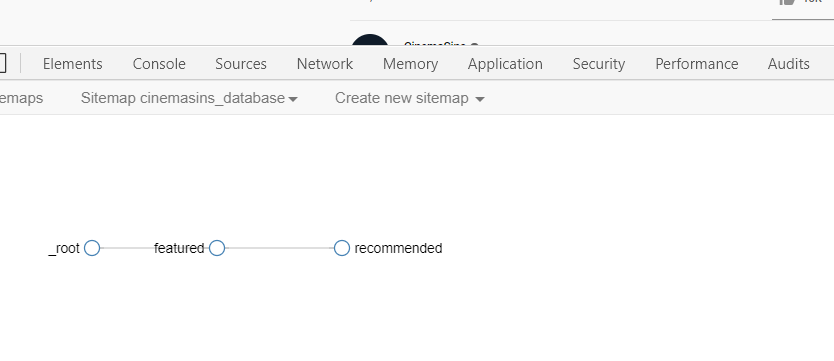 Elements Console Sources Network Memory Application Security Performance Audits
emaps Sitemap cinemasins_database Create new sitemap
_root featured recommended